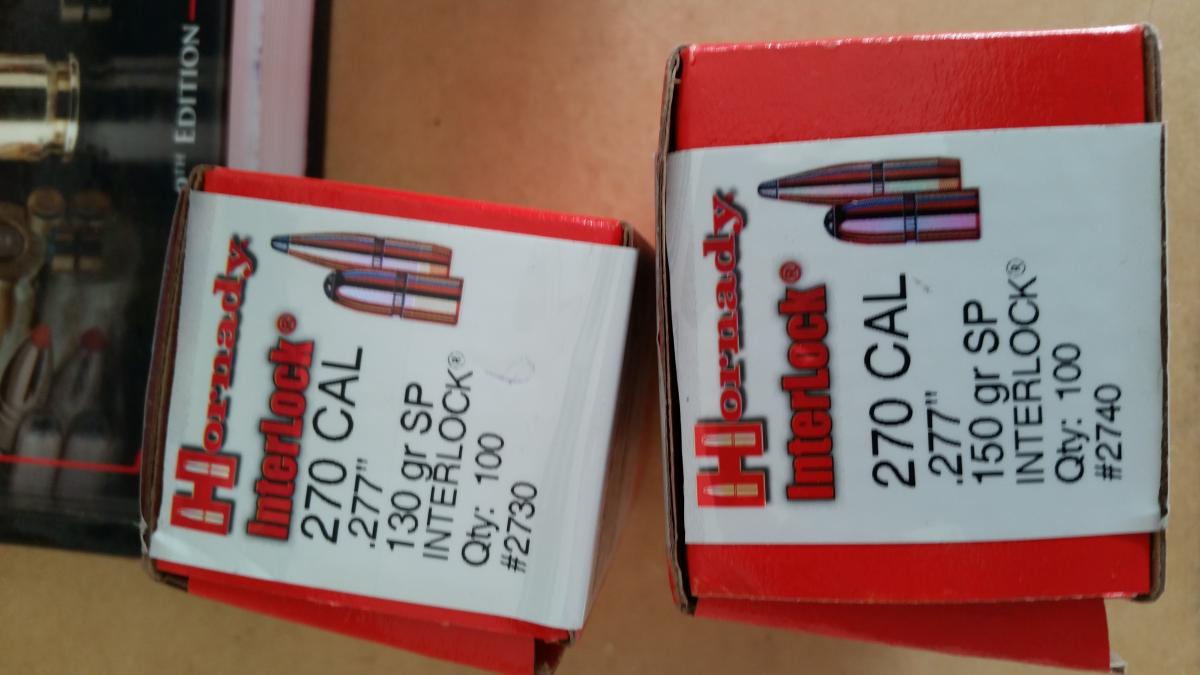 EDITION
Hornady
InterLock®
270 CAL
.277"
130 gr SP
INTERLOCK®
Qty: 100
#2730
Hornady
InterLock®
270 CAL
.277"
150 gr SP
INTERLOCK®
Qty: 100
#2740